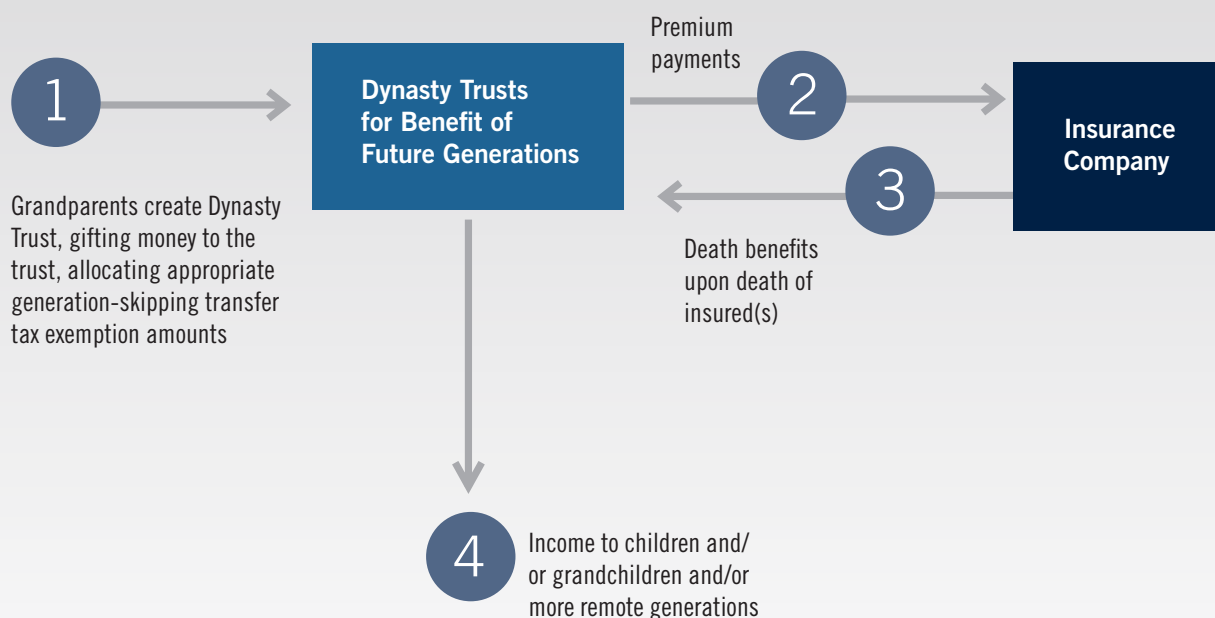 1
Grandparents create Dynasty
Trust, gifting money to the
trust, allocating appropriate
generation-skipping transfer
tax exemption amounts
Dynasty Trusts
for Benefit of
Future Generations
Premium
payments
2
Insurance
Company
3
Death benefits
upon death of
insured(s)
4
Income to children and/
or grandchildren and/or
more remote generations